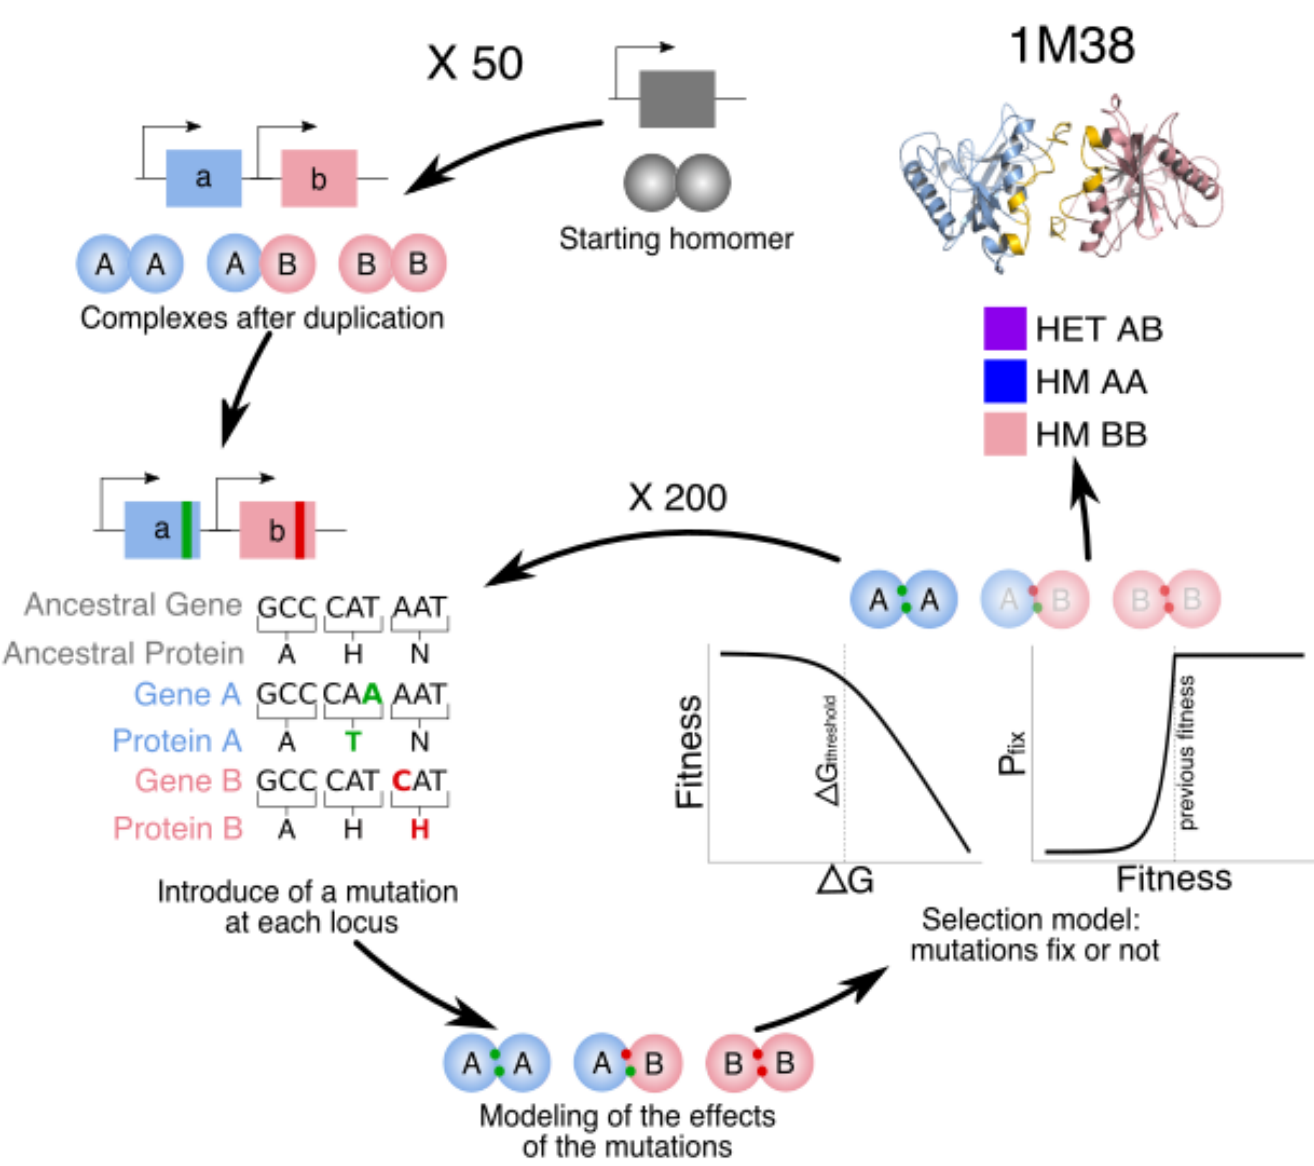 X 50
1M38
a
b
Starting homomer
A A A B B B
Complexes after duplication
HET AB
HM AA
HM BB
X 200
a
b
A A A B B B
Ancestral Gene GCC CAT AAT
Ancestral Protein A H N
Gene A GCC CAA AAT
Protein A A T N
Gene B GCC CAT CAT
Protein B A H H
Introduce of a mutation
at each locus
Fitness
ΔGthreshold
ΔG
Pfix
previous fitness
Fitness
Selection model:
mutations fix or not
A A A B B B
Modeling of the effects
of the mutations